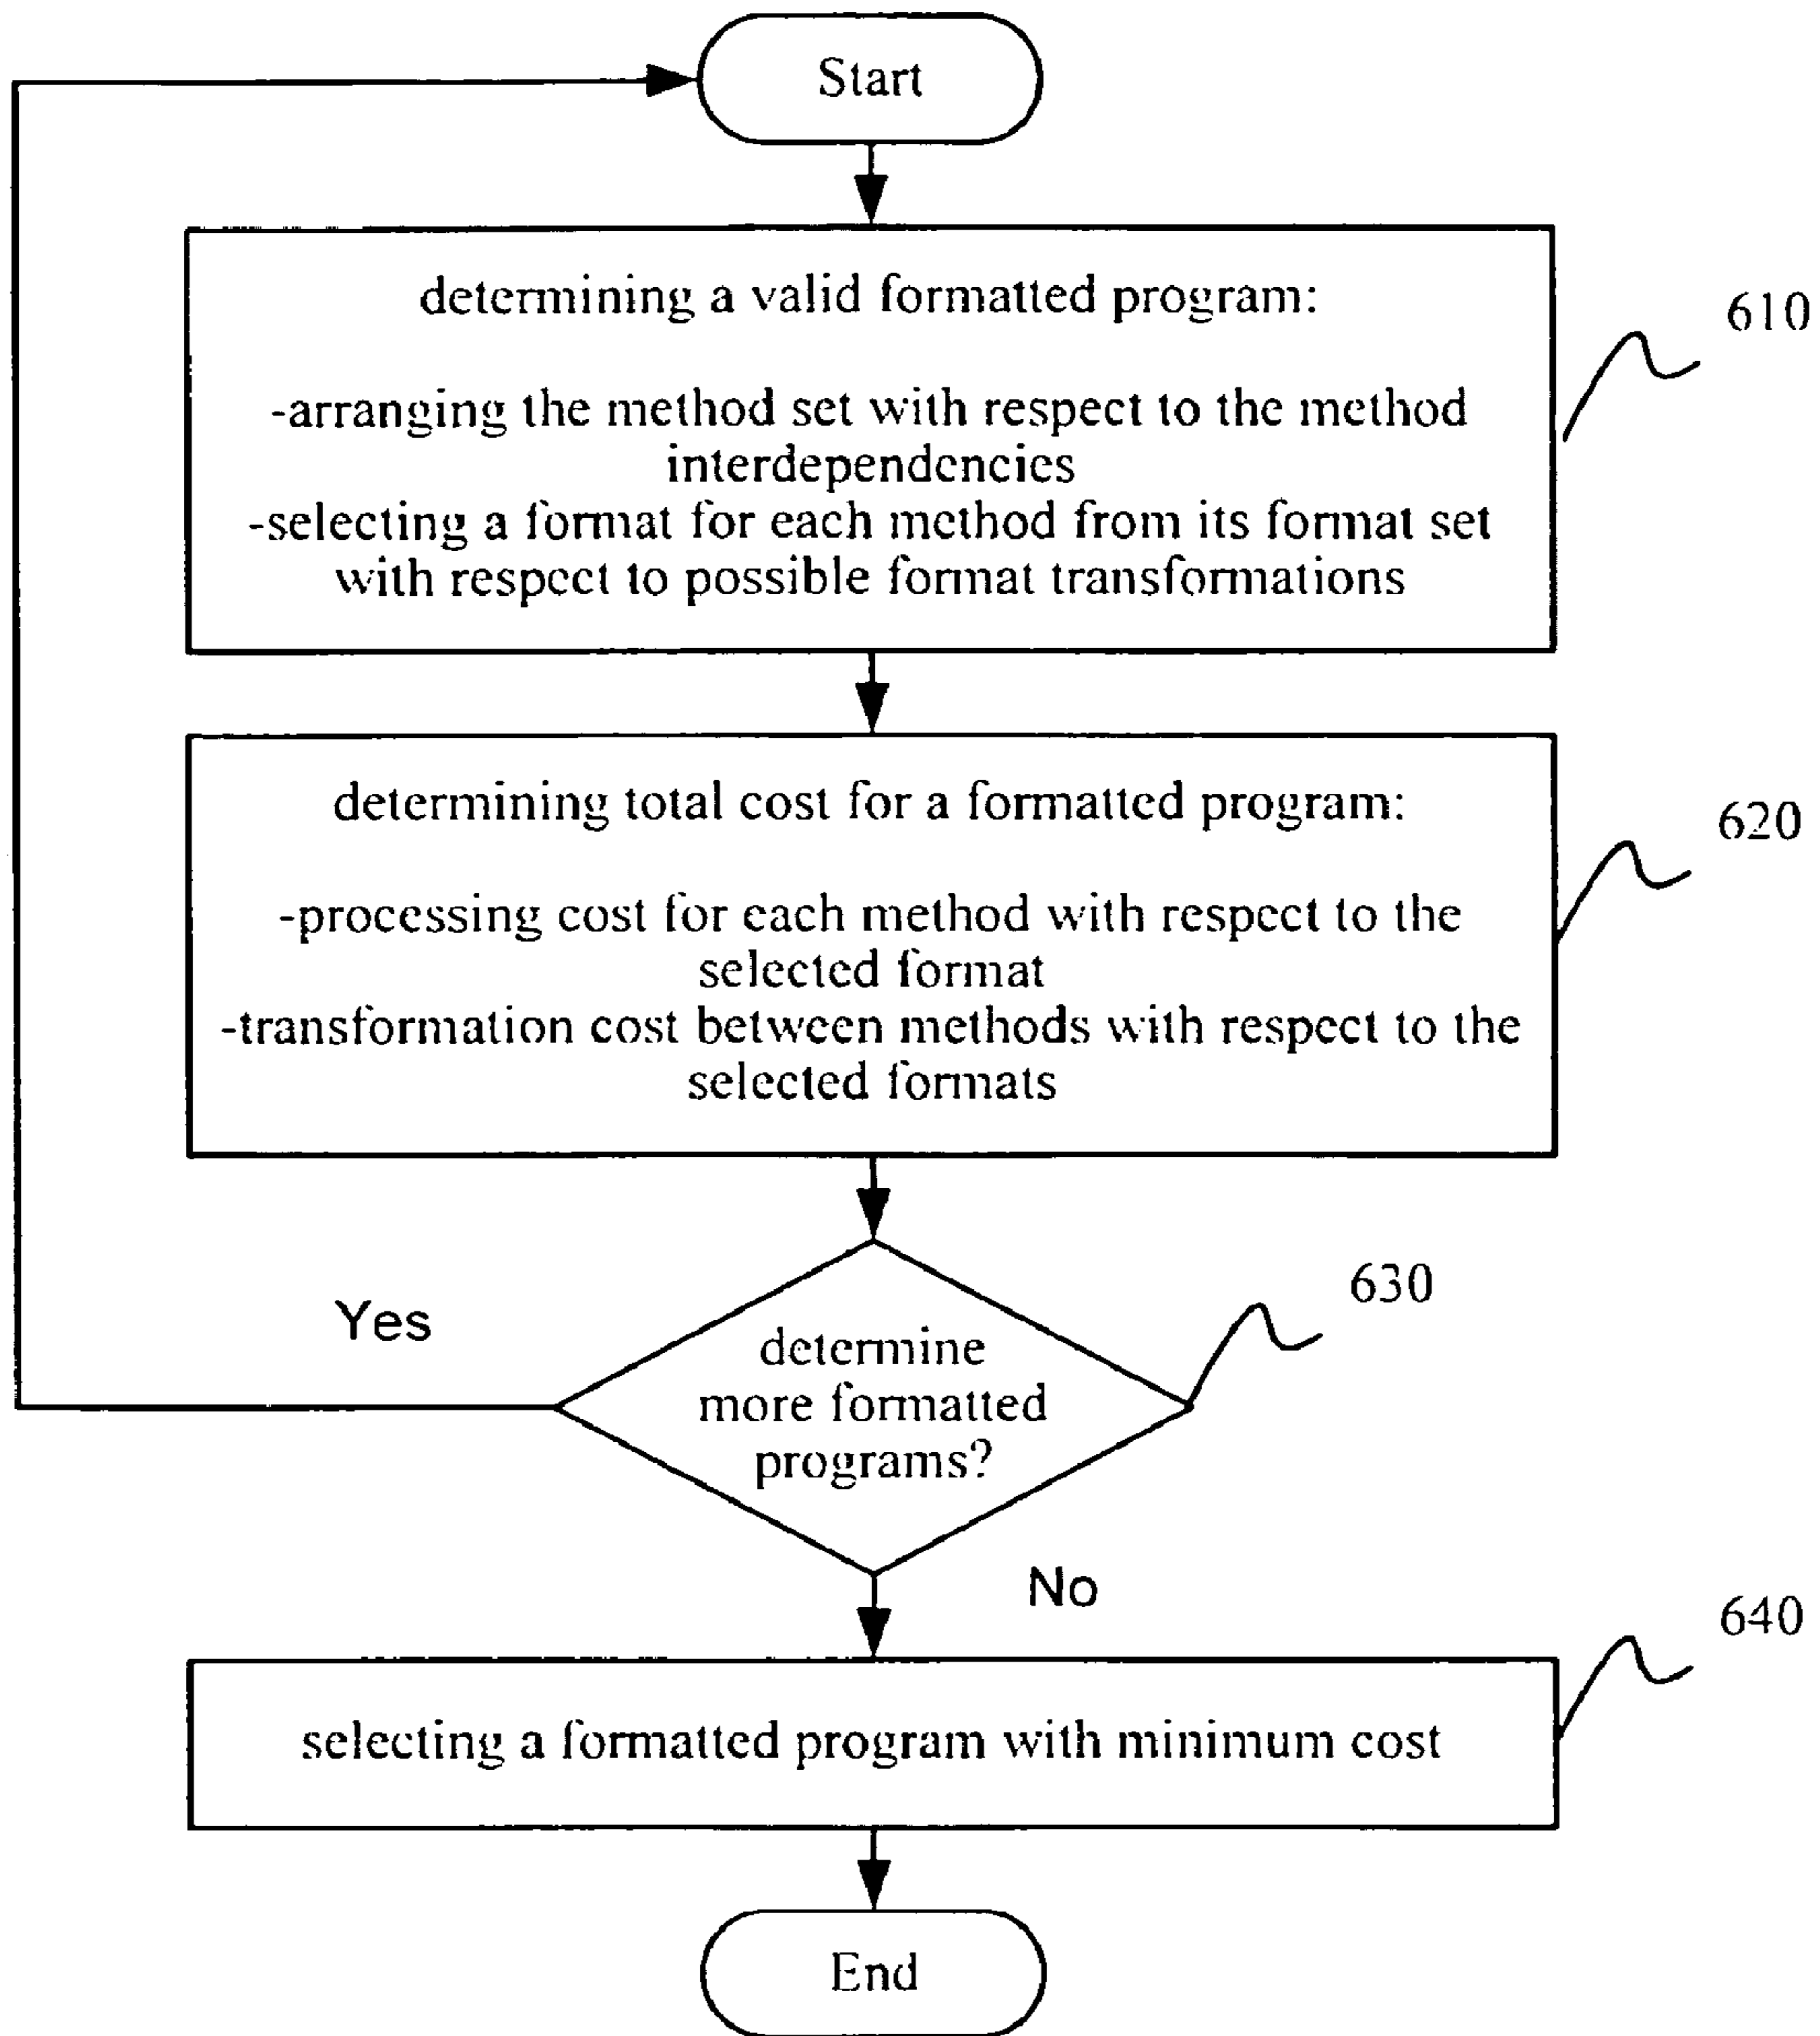 Start
determining a valid formatted program:
610
-arranging the method set with respect to the method
interdependencies
-selecting a format for each method from its format set
with respect to possible format transformations
determining total cost for a formatted program:
620
-processing cost for each method with respect to the
selected format
-transformation cost between methods with respect to the
selected formats
630
Yes
determine
more formatted
programs?
No
640
selecting a formatted program with minimum cost
End